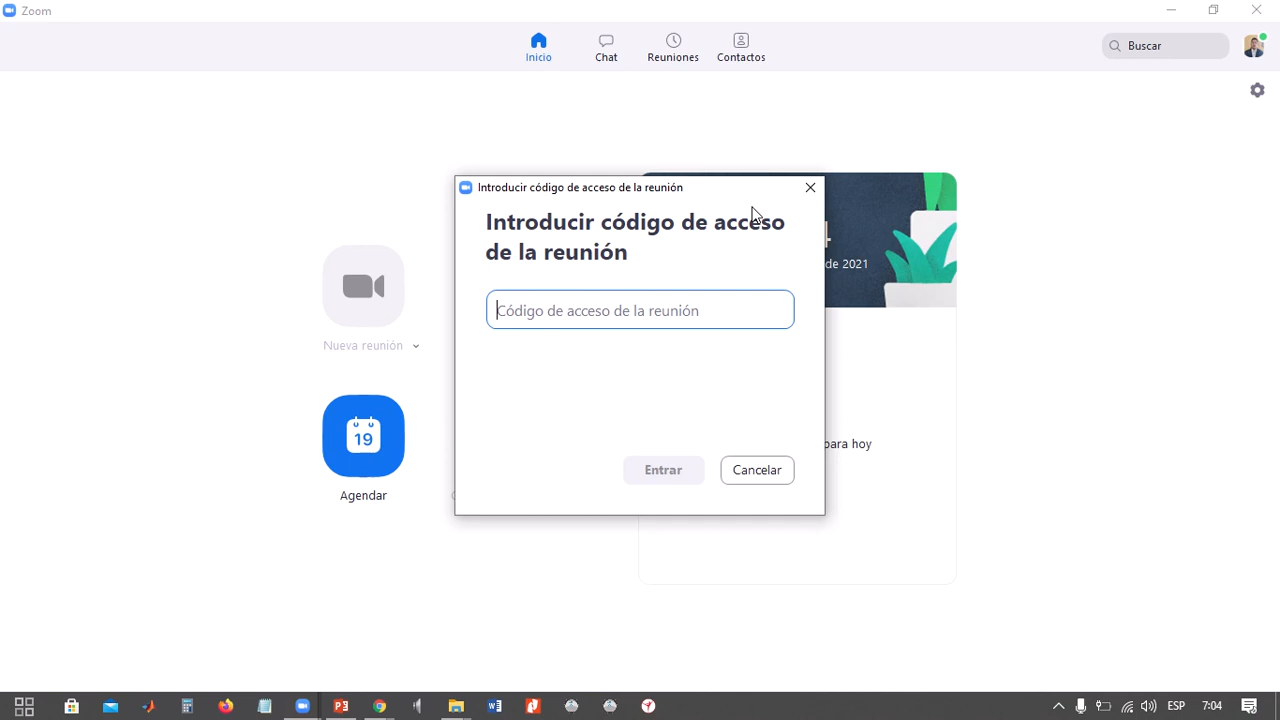 Zoom
Inicio
Chat
Reuniones
Contactos
Buscar
Introducir código de acceso de la reunión
Introducir código de acceso
de la reunión
de 2021
Código de acceso de la reunión
Nueva reunión
19
para hoy
Entrar
Cancelar
Agendar
ESP
7:04